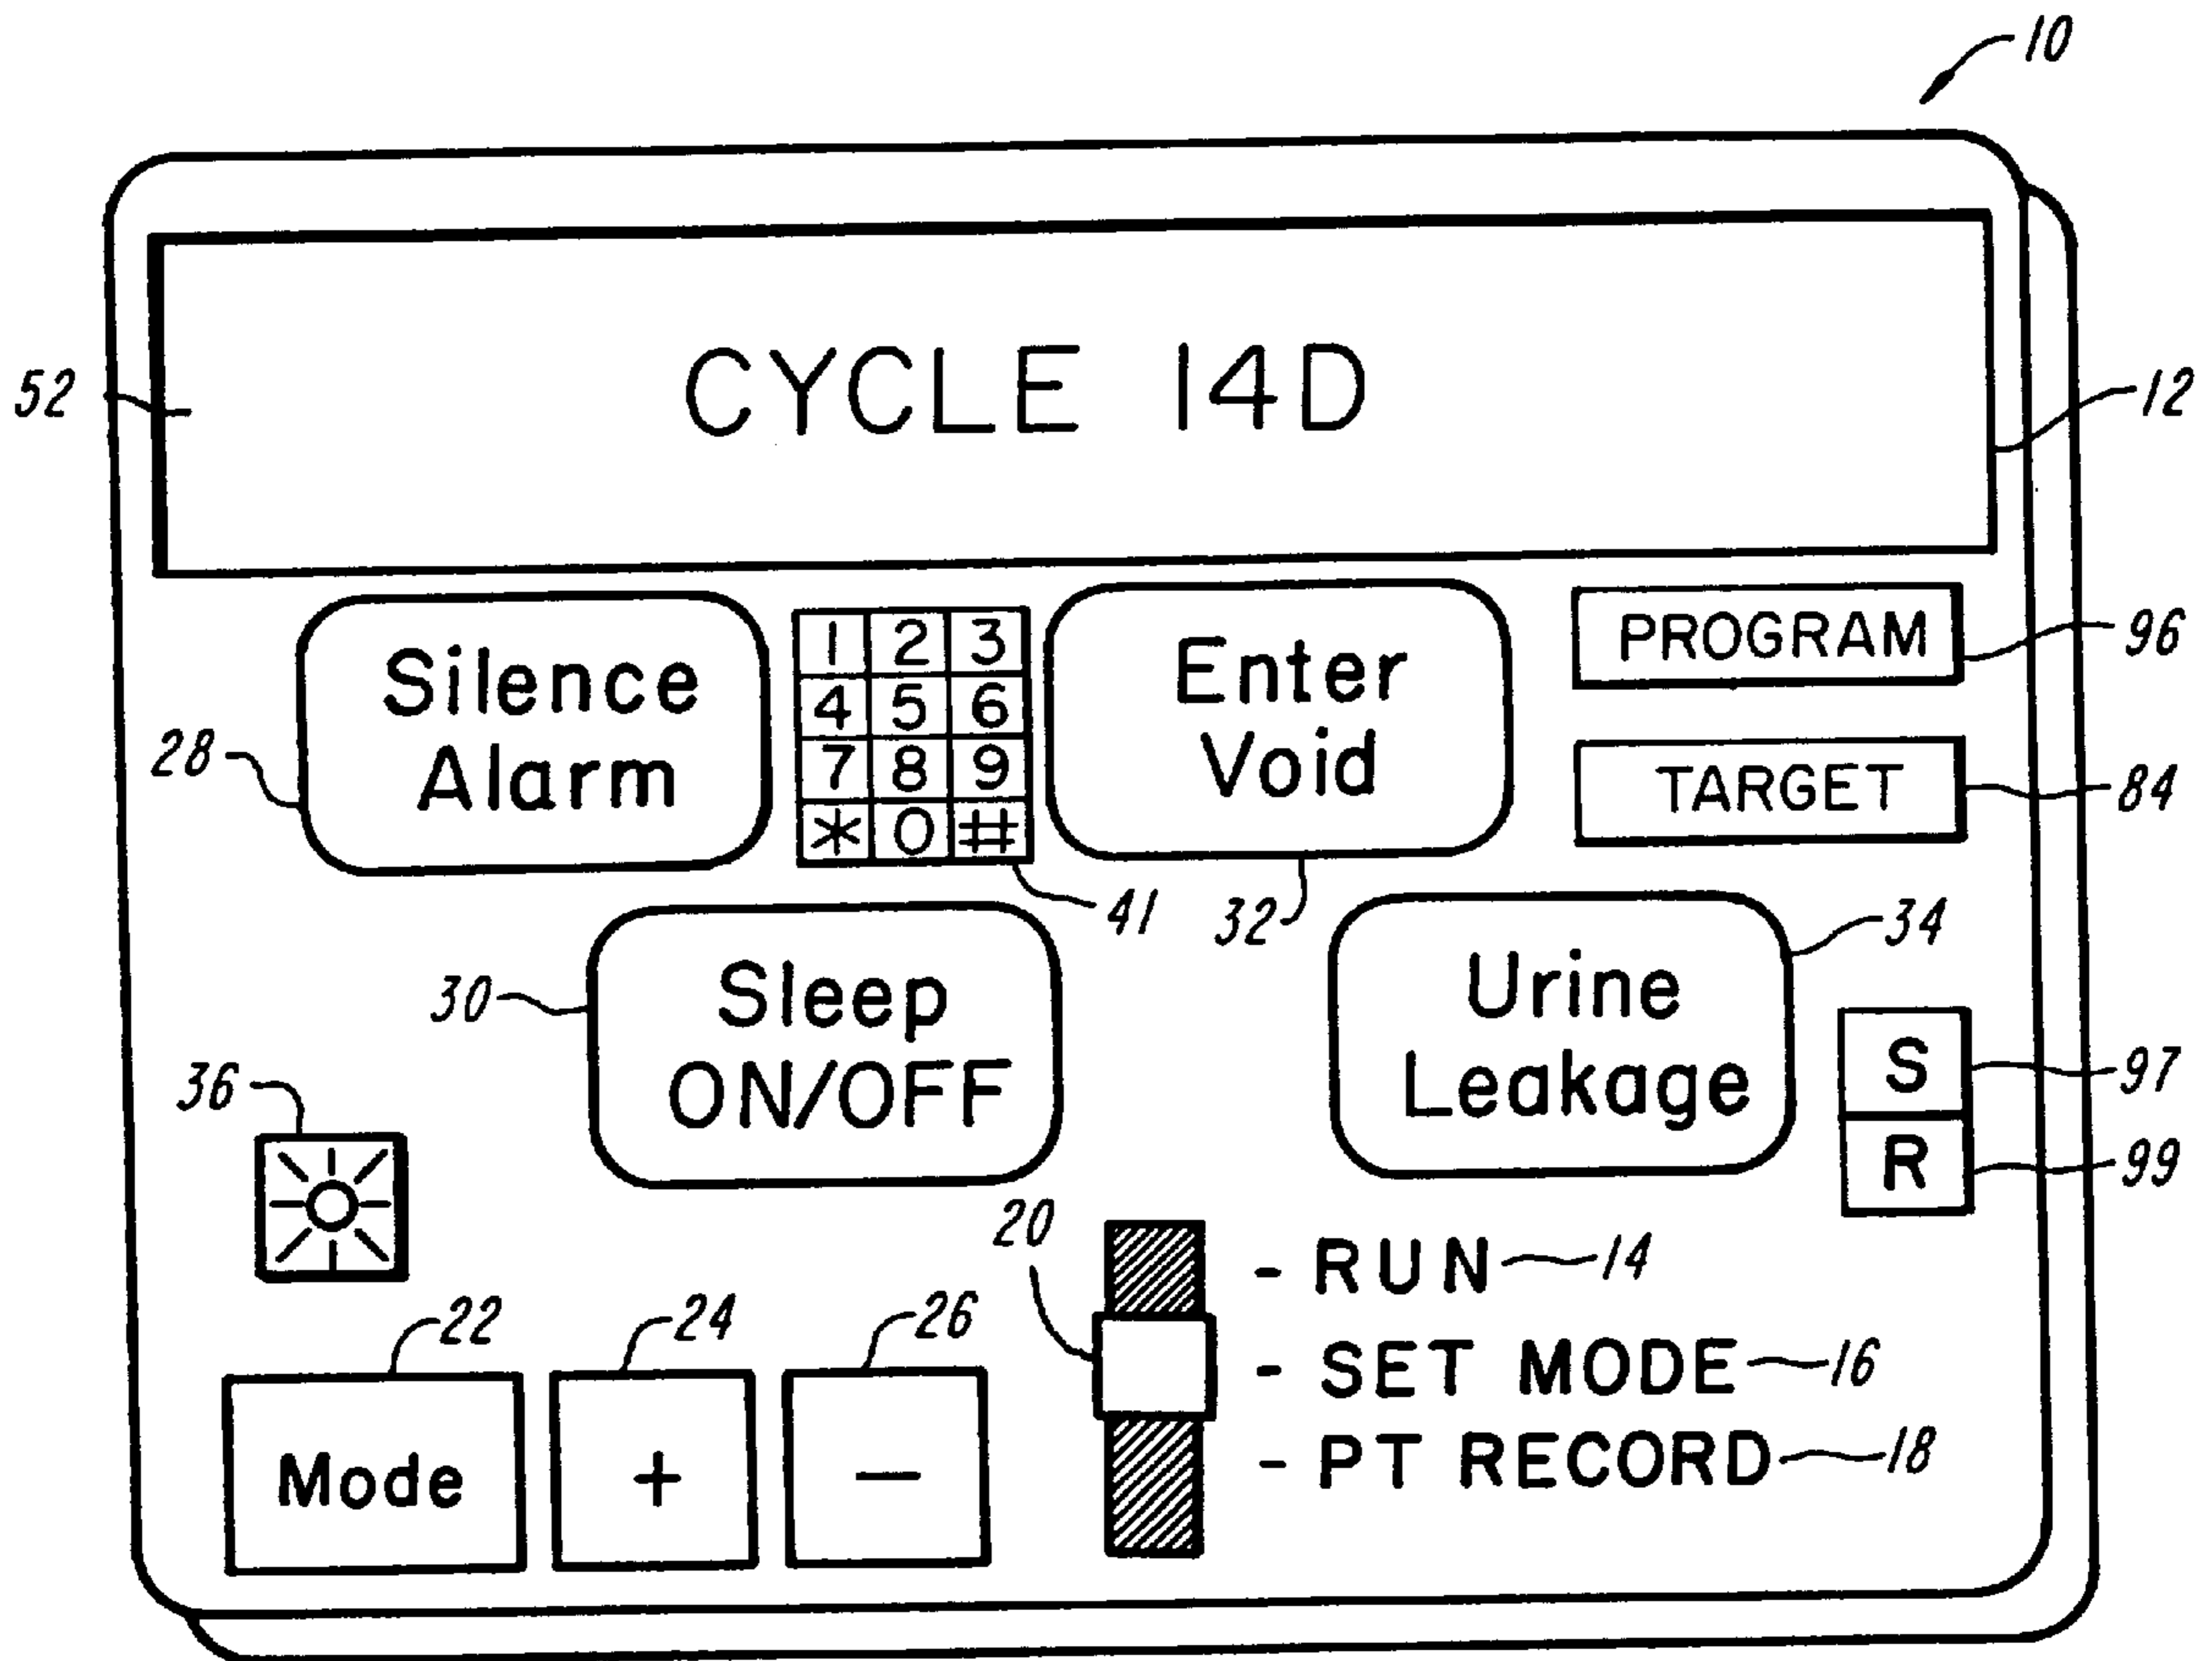 10
CYCLE 14D
52
12
Silence
Alarm
28
1 2 3
4 5 6
7 8 9
* 0 #
41
Enter
Void
32
PROGRAM
96
TARGET
84
Sleep
ON/OFF
30
Urine
Leakage
34
S
97
R
99
36
20
- RUN 14
- SET MODE 16
- PT RECORD 18
22
24
26
Mode
+
—